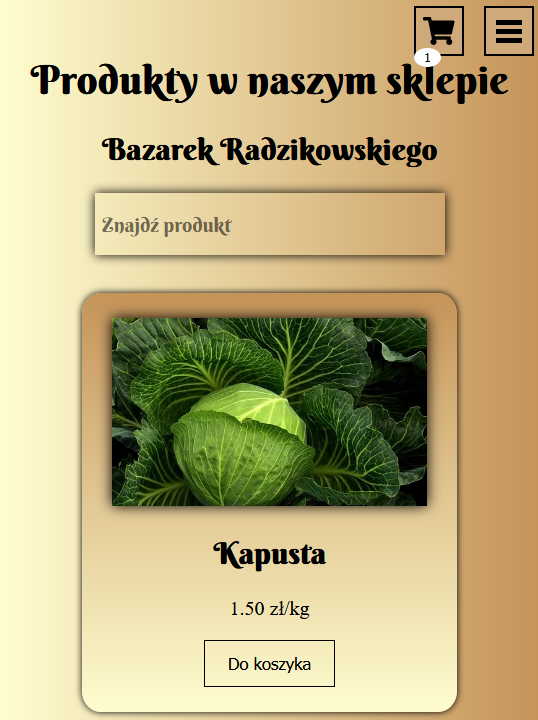 1
Produkty w naszym sklepie
Bazarek Radzikowskiego
Znajdź produkt
Kapusta
1.50 zł/kg
Do koszyka